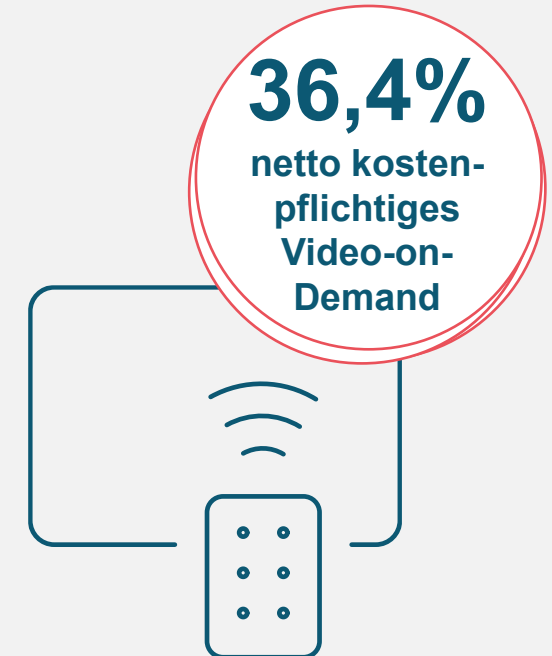 36,4%
netto kosten-
pflichtiges
Video-on-
Demand